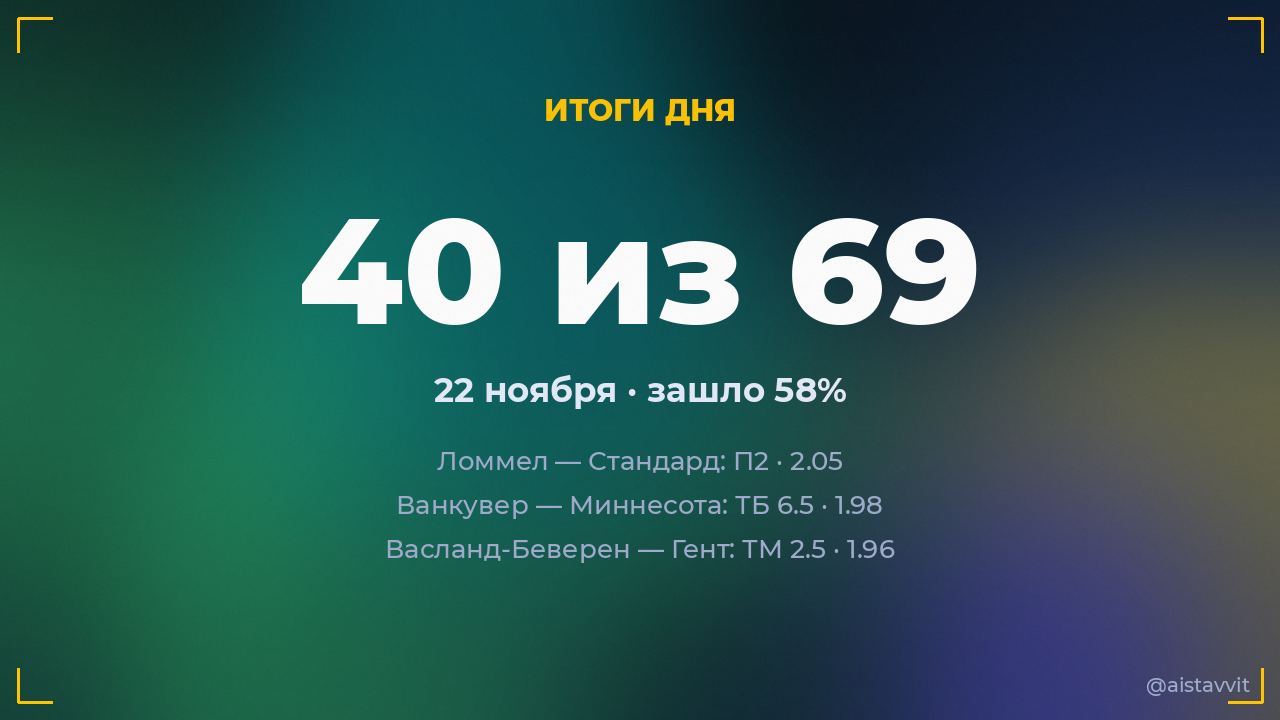 ИТОГИ ДНЯ
40 из 69
22 ноября · зашло 58%
Ломмел — Стандард: П2 · 2.05
Ванкувер — Миннесота: ТБ 6.5 · 1.98
Васланд-Беверен — Гент: ТМ 2.5 · 1.96
@aistavvit